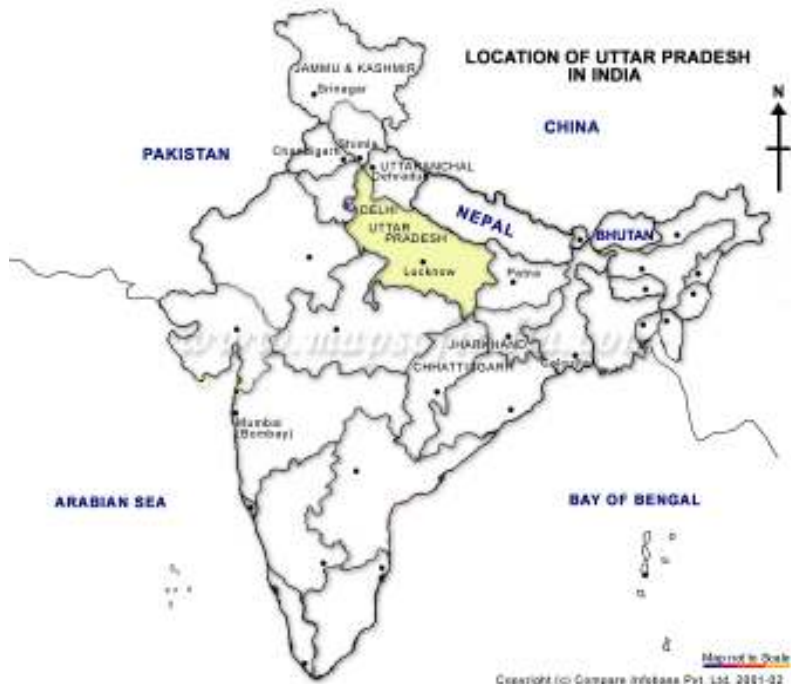 LOCATION OF UTTAR PRADESH
IN INDIA
N
JAMMU & KASHMIR
Srinagar
CHINA
PAKISTAN
Shimla
Chandigarh
UTTARANCHAL
Dehradun
DELHI
UTTAR
PRADESH
NEPAL
BHUTAN
Lucknow
Patna
JHARKHAND
CHHATTISGARH
Mumbai
(Bombay)
ARABIAN SEA
BAY OF BENGAL
Map not to Scale
Copyright (c) Compare Infobase Pvt. Ltd. 2001-02